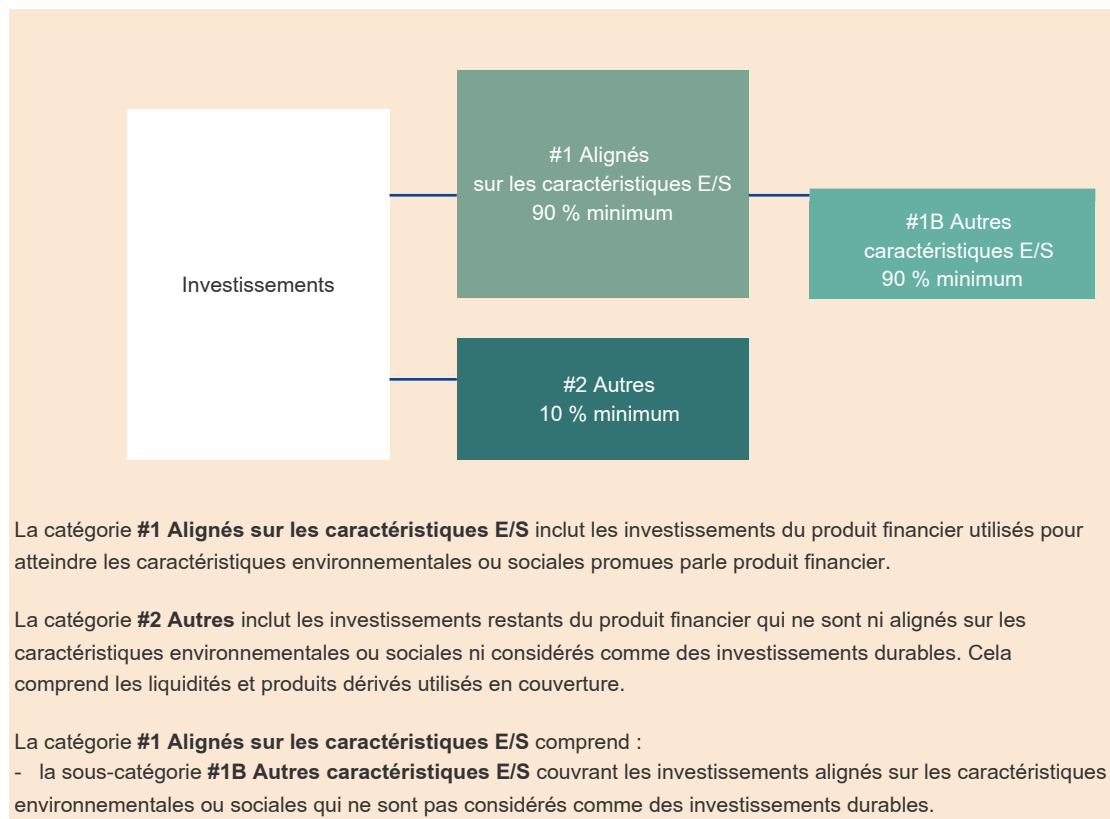 #1 Alignés
sur les caractéristiques E/S
90 % minimum
#1B Autres
caractéristiques E/S
90 % minimum
Investissements
#2 Autres
10 % minimum
La catégorie #1 Alignés sur les caractéristiques E/S inclut les investissements du produit financier utilisés pour
atteindre les caractéristiques environnementales ou sociales promues parle produit financier.
La catégorie #2 Autres inclut les investissements restants du produit financier qui ne sont ni alignés sur les
caractéristiques environnementales ou sociales ni considérés comme des investissements durables. Cela
comprend les liquidités et produits dérivés utilisés en couverture.
La catégorie #1 Alignés sur les caractéristiques E/S comprend :
- la sous-catégorie #1B Autres caractéristiques E/S couvrant les investissements alignés sur les caractéristiques
environnementales ou sociales qui ne sont pas considérés comme des investissements durables.